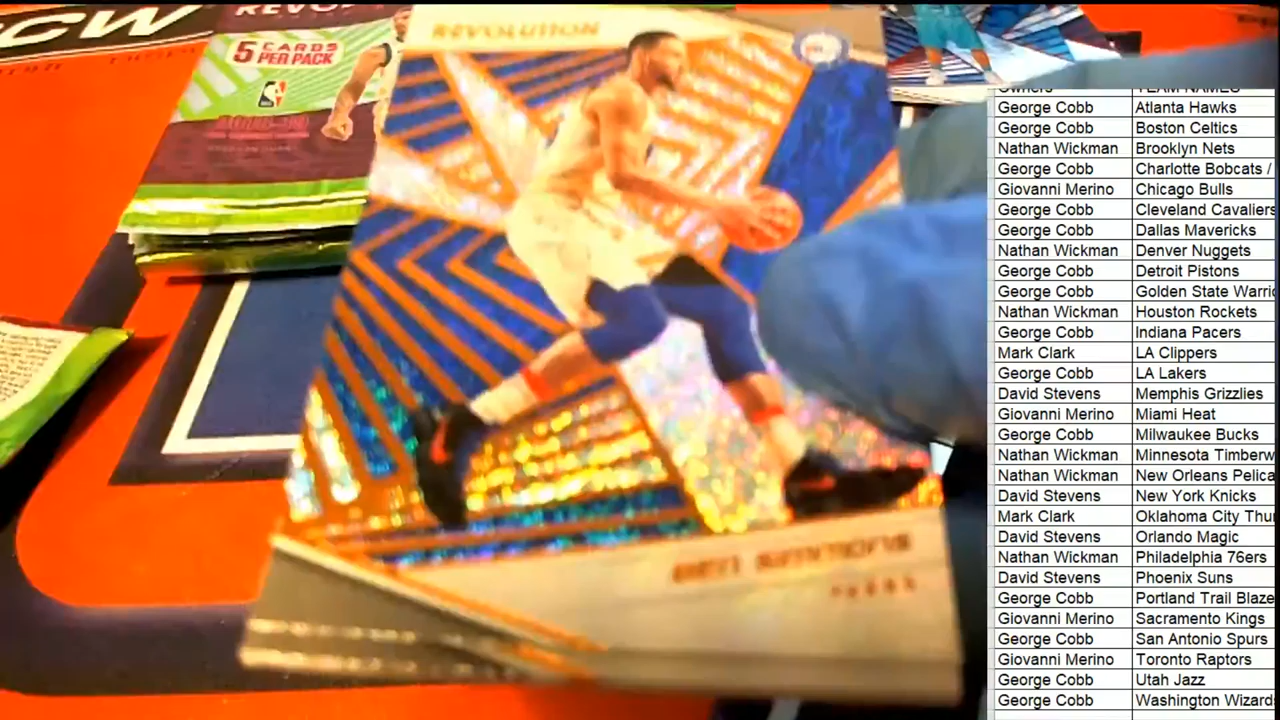 CW
REVO
5 CARDS
PER PACK
NBA
REVOLUTION
BEN SIMMONS
76ERS
Owners TEAM NAMES
George Cobb Atlanta Hawks
George Cobb Boston Celtics
Nathan Wickman Brooklyn Nets
George Cobb Charlotte Bobcats /
Giovanni Merino Chicago Bulls
George Cobb Cleveland Cavaliers
George Cobb Dallas Mavericks
Nathan Wickman Denver Nuggets
George Cobb Detroit Pistons
George Cobb Golden State Warrio
Nathan Wickman Houston Rockets
George Cobb Indiana Pacers
Mark Clark LA Clippers
George Cobb LA Lakers
David Stevens Memphis Grizzlies
Giovanni Merino Miami Heat
George Cobb Milwaukee Bucks
Nathan Wickman Minnesota Timberw
Nathan Wickman New Orleans Pelica
David Stevens New York Knicks
Mark Clark Oklahoma City Thu
David Stevens Orlando Magic
Nathan Wickman Philadelphia 76ers
David Stevens Phoenix Suns
George Cobb Portland Trail Blaze
Giovanni Merino Sacramento Kings
George Cobb San Antonio Spurs
Giovanni Merino Toronto Raptors
George Cobb Utah Jazz
George Cobb Washington Wizard